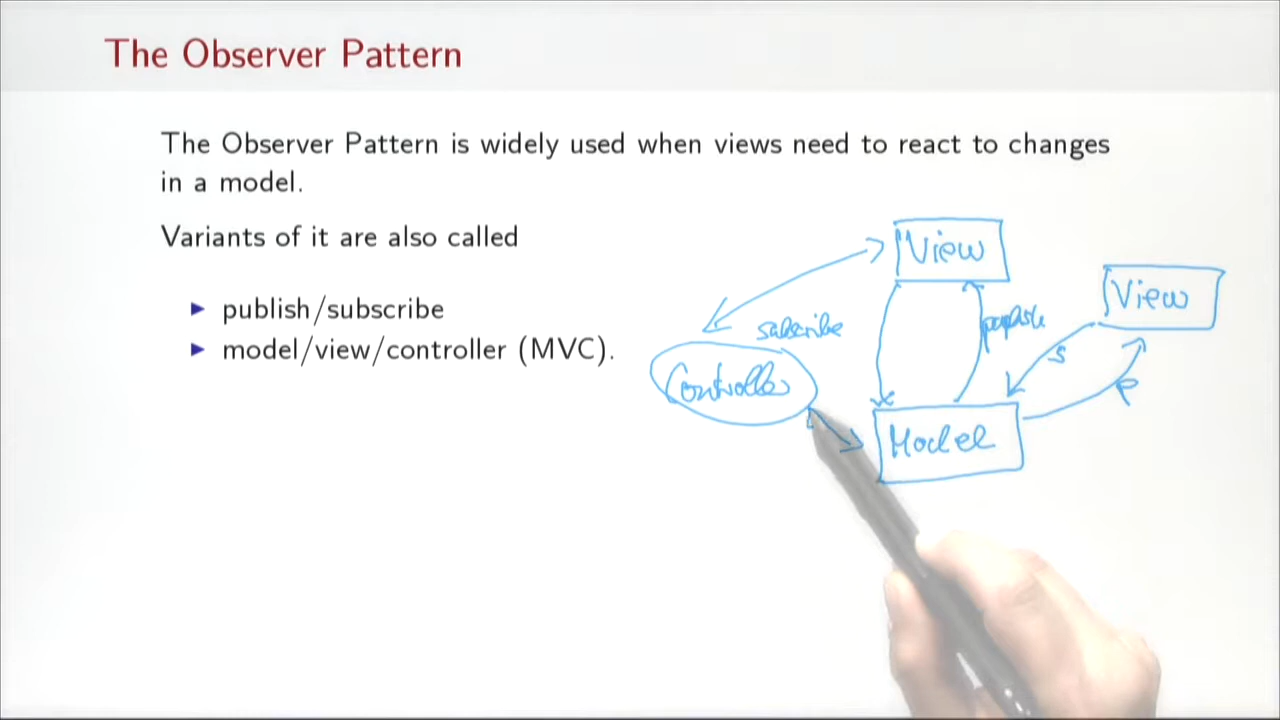 The Observer Pattern
The Observer Pattern is widely used when views need to react to changes
in a model.
Variants of it are also called
publish/subscribe
model/view/controller (MVC).
View
View
subscribe
s
P
Controller
Model